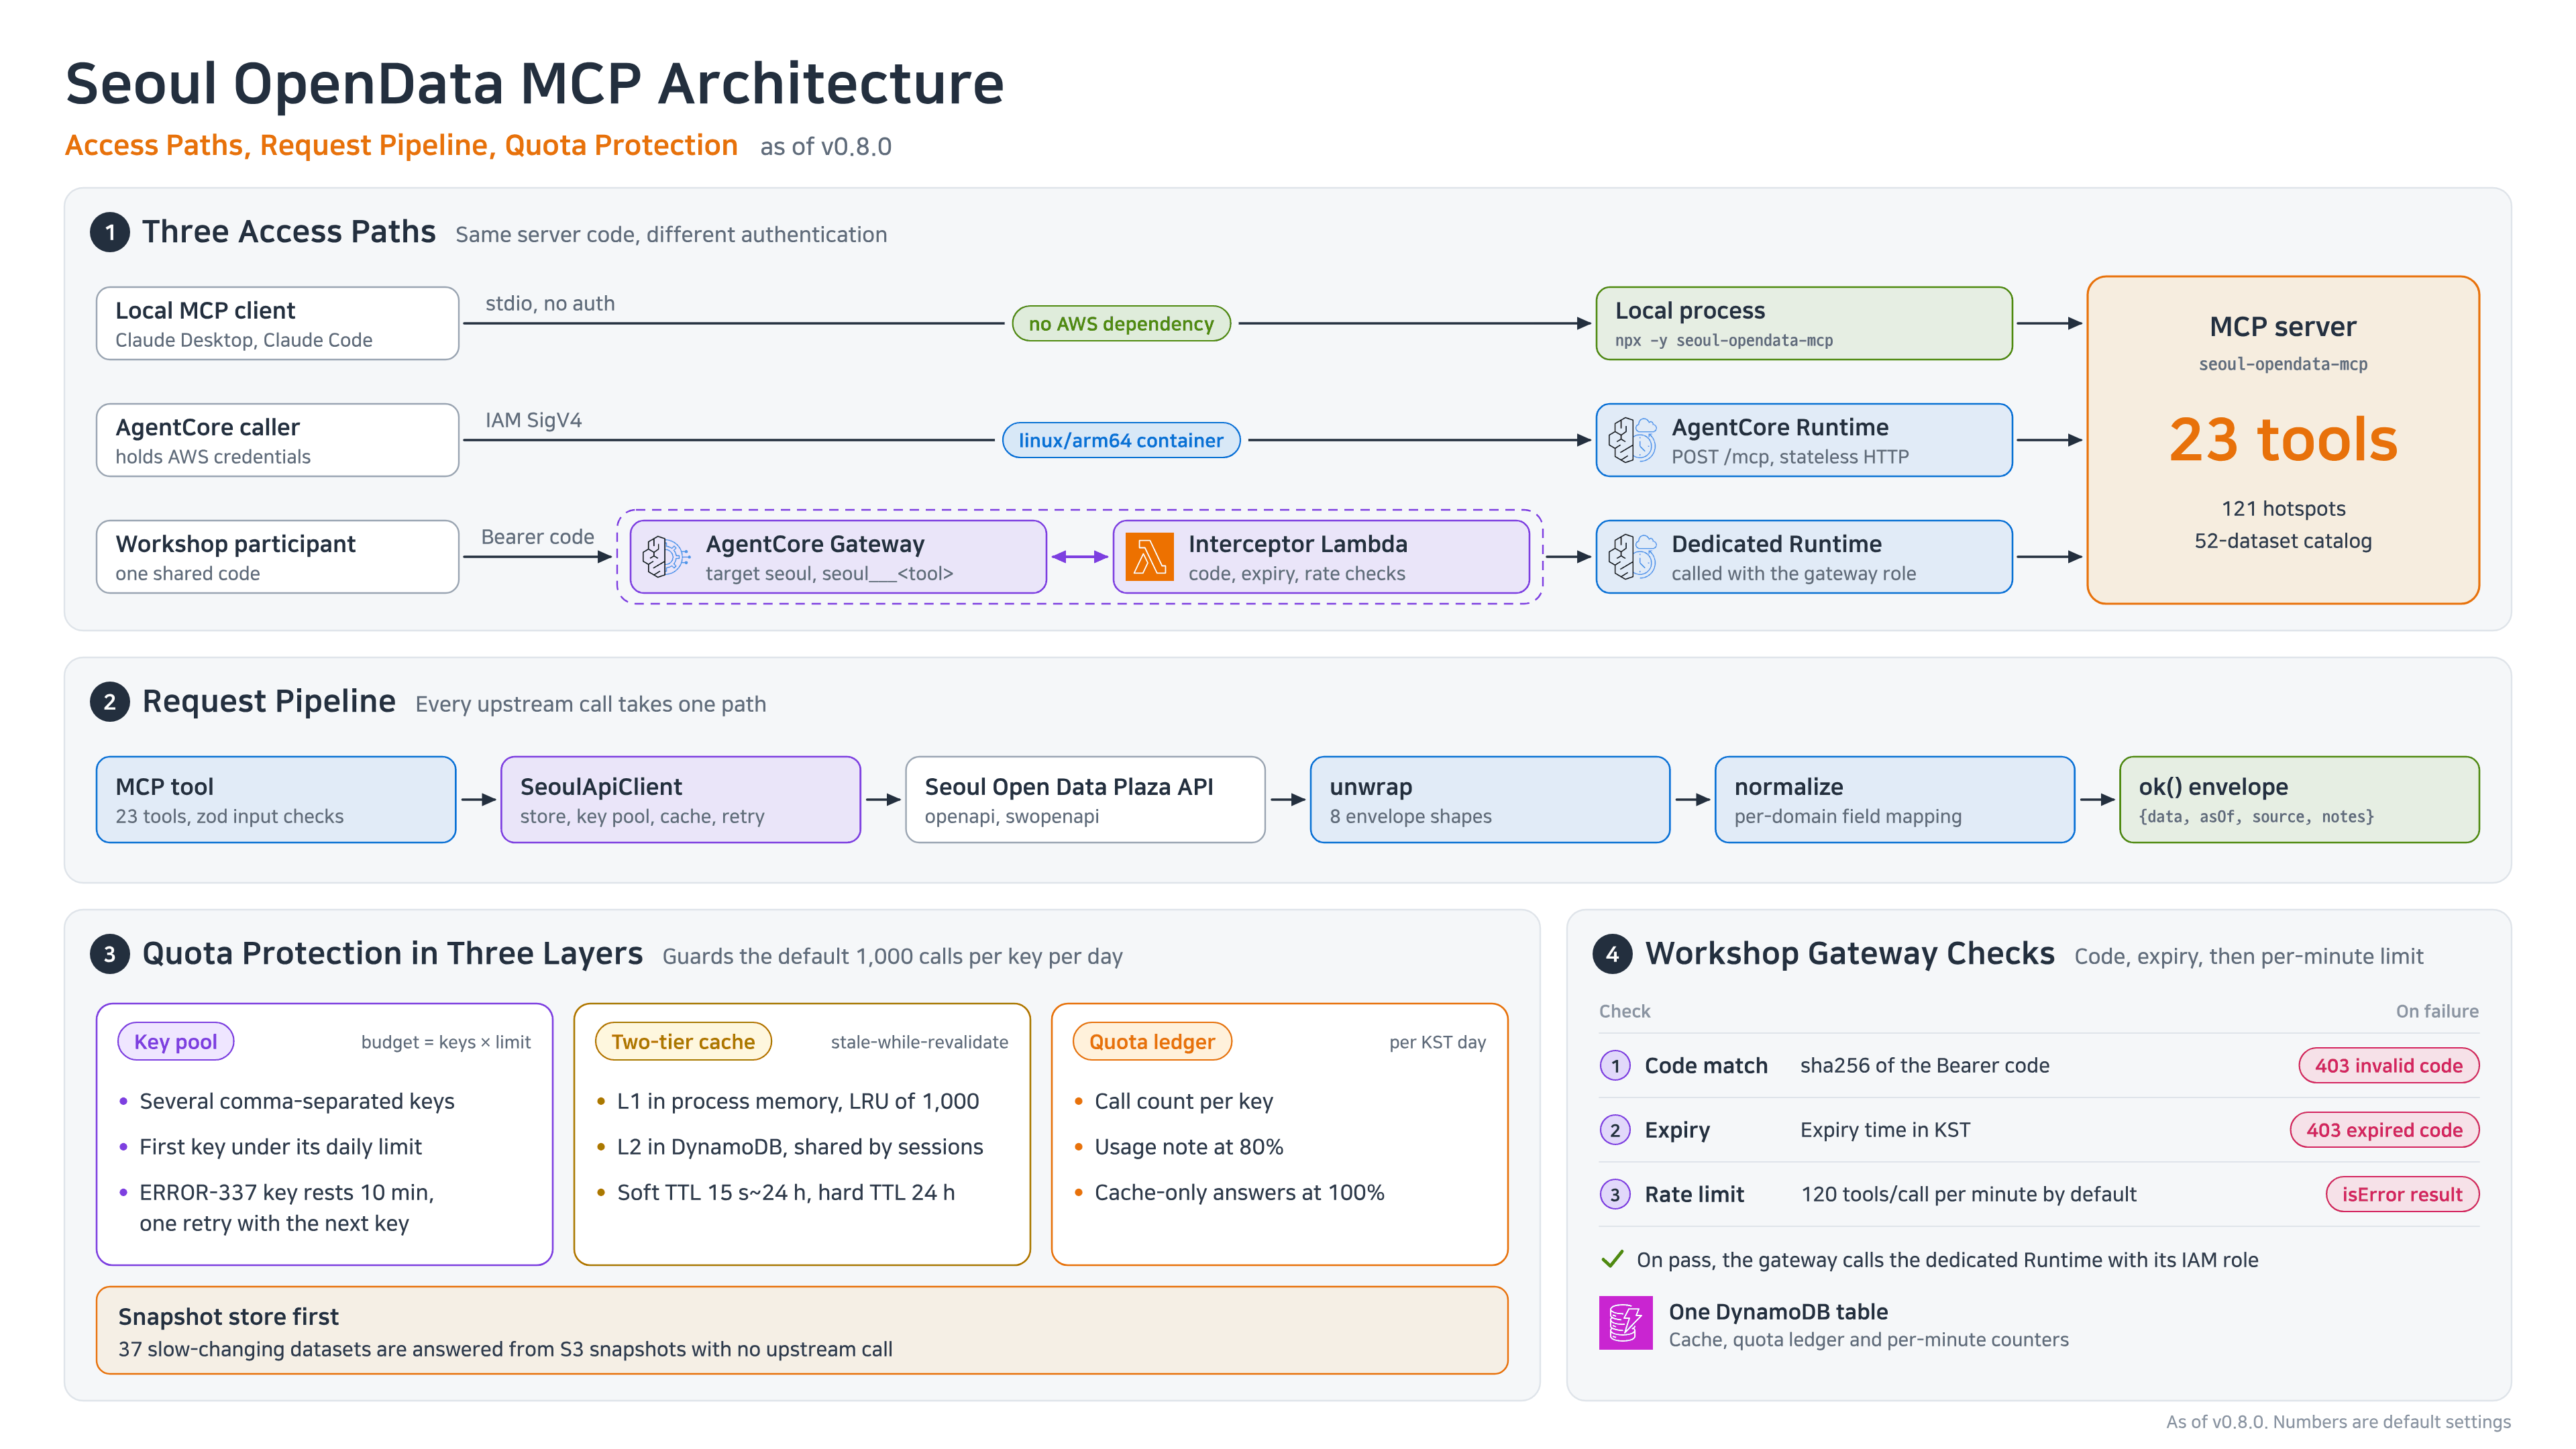 Seoul OpenData MCP Architecture
Access Paths, Request Pipeline, Quota Protection as of v0.8.0
1 Three Access Paths Same server code, different authentication
Local MCP client
Claude Desktop, Claude Code
stdio, no auth
no AWS dependency
Local process
npx -y seoul-opendata-mcp
AgentCore caller
holds AWS credentials
IAM SigV4
linux/arm64 container
AgentCore Runtime
POST /mcp, stateless HTTP
Workshop participant
one shared code
Bearer code
AgentCore Gateway
target seoul, seoul___<tool>
Interceptor Lambda
code, expiry, rate checks
Dedicated Runtime
called with the gateway role
MCP server
seoul-opendata-mcp
23 tools
121 hotspots
52-dataset catalog
2 Request Pipeline Every upstream call takes one path
MCP tool
23 tools, zod input checks
SeoulApiClient
store, key pool, cache, retry
Seoul Open Data Plaza API
openapi, swopenapi
unwrap
8 envelope shapes
normalize
per-domain field mapping
ok() envelope
{data, asOf, source, notes}
3 Quota Protection in Three Layers Guards the default 1,000 calls per key per day
Key pool budget = keys × limit
• Several comma-separated keys
• First key under its daily limit
• ERROR-337 key rests 10 min,
one retry with the next key
Two-tier cache stale-while-revalidate
• L1 in process memory, LRU of 1,000
• L2 in DynamoDB, shared by sessions
• Soft TTL 15 s~24 h, hard TTL 24 h
Quota ledger per KST day
• Call count per key
• Usage note at 80%
• Cache-only answers at 100%
Snapshot store first
37 slow-changing datasets are answered from S3 snapshots with no upstream call
4 Workshop Gateway Checks Code, expiry, then per-minute limit
Check On failure
1 Code match sha256 of the Bearer code 403 invalid code
2 Expiry Expiry time in KST 403 expired code
3 Rate limit 120 tools/call per minute by default isError result
On pass, the gateway calls the dedicated Runtime with its IAM role
One DynamoDB table
Cache, quota ledger and per-minute counters
As of v0.8.0. Numbers are default settings